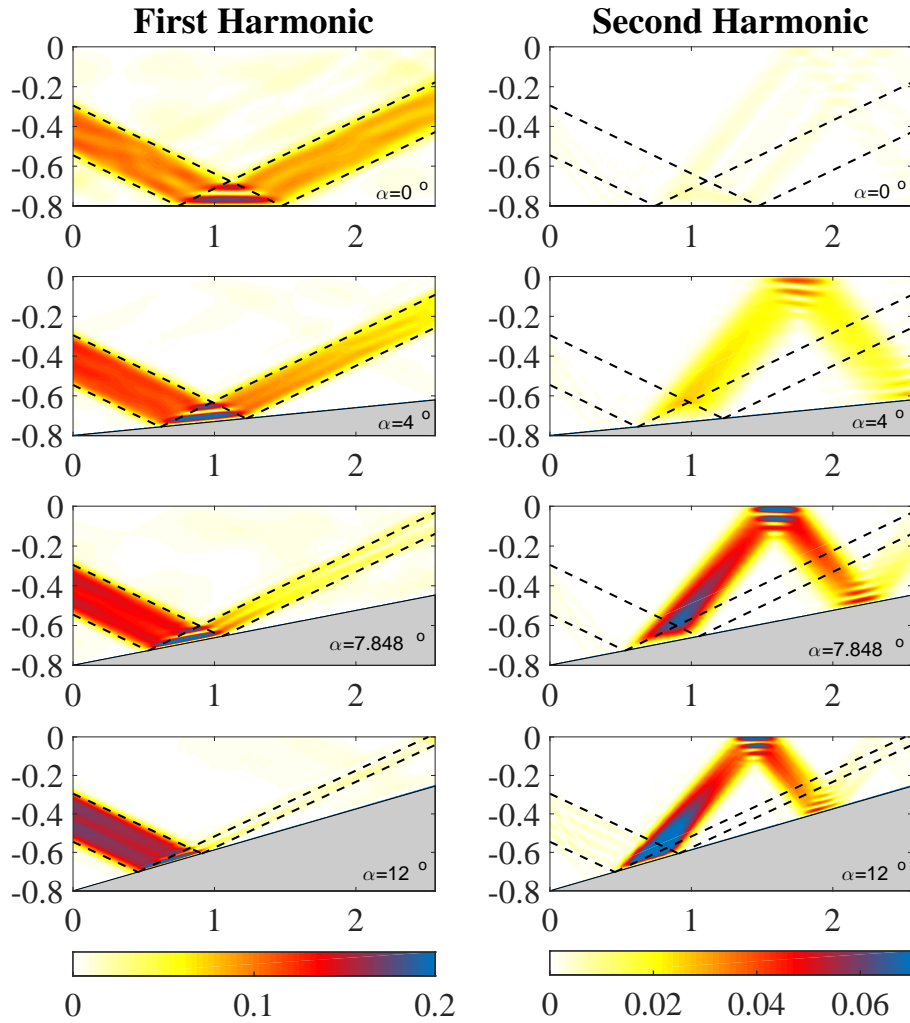 First Harmonic Second Harmonic
0 0
-0.2 -0.2
-0.4 -0.4
-0.6 -0.6
-0.8 α=0 o -0.8 α=0 o
0 1 2 0 1 2
0 0
-0.2 -0.2
-0.4 -0.4
-0.6 -0.6
-0.8 α=4 o -0.8 α=4 o
0 1 2 0 1 2
0 0
-0.2 -0.2
-0.4 -0.4
-0.6 -0.6
-0.8 α=7.848 o -0.8 α=7.848 o
0 1 2 0 1 2
0 0
-0.2 -0.2
-0.4 -0.4
-0.6 -0.6
-0.8 α=12 o -0.8 α=12 o
0 1 2 0 1 2
0 0.1 0.2 0 0.02 0.04 0.06